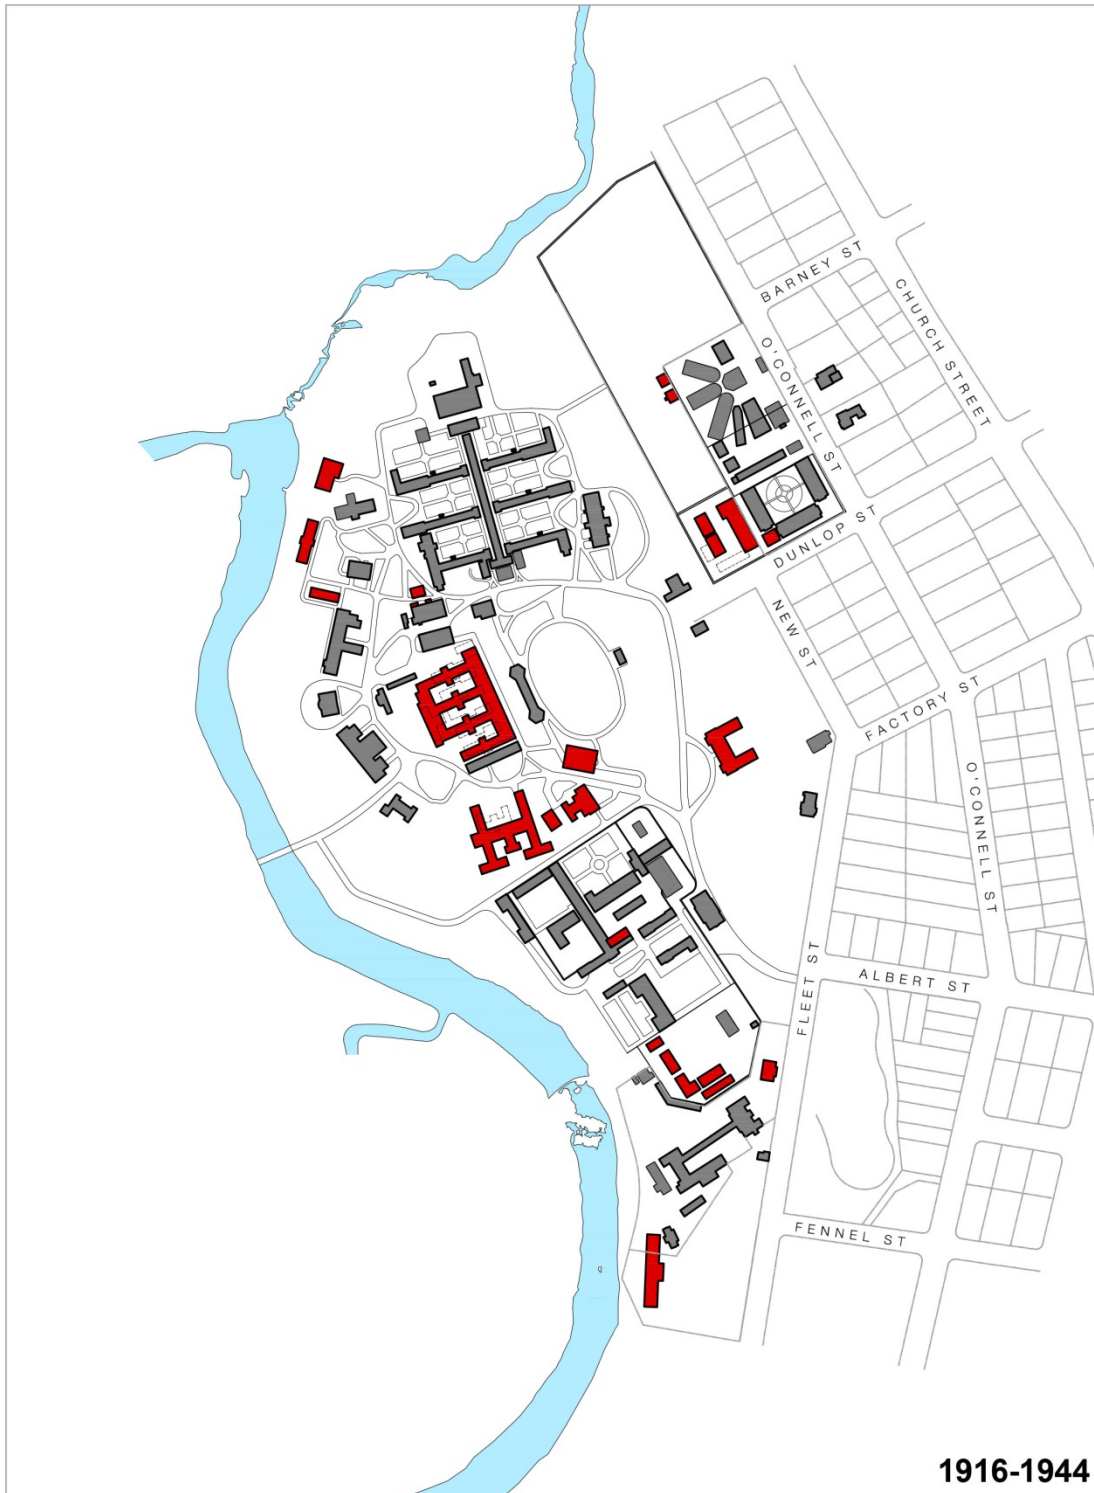 BARNEY ST
CHURCH STREET
O'CONNELL ST
DUNLOP ST
NEW ST
FACTORY ST
O'CONNELL ST
FLEET ST
ALBERT ST
FENNEL ST
1916-1944